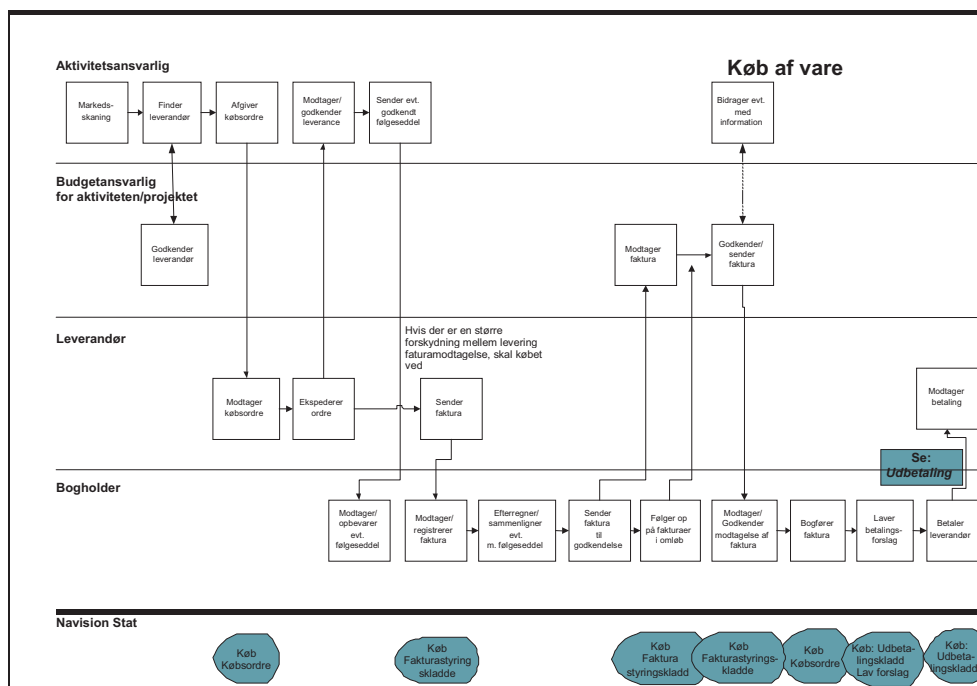 Aktivitetsansvarlig
Køb af vare
Markeds-
skaning
Finder
leverandør
Afgiver
købsordre
Modtager/
godkender
leverance
Sender evt.
godkendt
følgeseddel
Bidrager evt.
med
information
Budgetansvarlig
for aktiviteten/projektet
Godkender
leverandør
Modtager
faktura
Godkender/
sender
faktura
Leverandør
Hvis der er en større
forskydning mellem levering
faturamodtagelse, skal købet
ved
Modtager
købsordre
Ekspederer
ordre
Sender
faktura
Modtager
betaling
Se:
Udbetaling
Bogholder
Modtager/
opbevarer
evt.
følgeseddel
Modtager/
registrerer
faktura
Efterregner/
sammenligner
evt.
m. følgeseddel
Sender
faktura
til
godkendelse
Følger op
på fakturaer
i omløb
Modtager/
Godkender
modtagelse af
faktura
Bogfører
faktura
Laver
betalings-
forslag
Betaler
leverandør
Navision Stat
Køb
Købsordre
Køb
Fakturastyring
skladde
Køb
Faktura
styringskladd
Køb
Fakturastyrings-
kladde
Køb
Købsordre
Køb: Udbeta-
lingskladd
Lav forslag
Køb:
Udbeta-
lingskladd